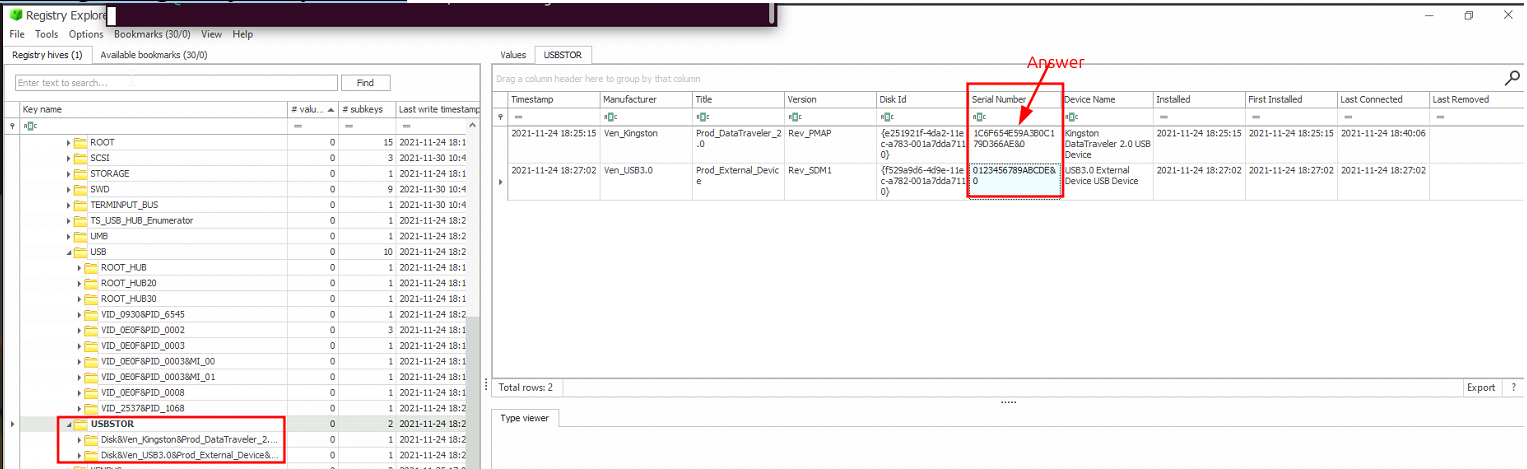 Registry Explo
File Tools Options Bookmarks (30/0) View Help
Registry hives (1) Available bookmarks (30/0)
Enter text to search... Find
Key name # valu... # subkeys Last write timestamp
=
=
=
ROOT 0 15 2021-11-24 18:1
SCSI 0 3 2021-11-30 10:4
STORAGE 0 1 2021-11-24 18:1
SWD 0 9 2021-11-30 10:4
TERMINPUT_BUS 0 1 2021-11-30 10:4
TS_USB_HUB_Enumerator 0 1 2021-11-24 18:2
UMB 0 1 2021-11-24 18:2
USB 0 10 2021-11-24 18:2
ROOT_HUB 0 1 2021-11-24 18:1
ROOT_HUB20 0 1 2021-11-24 18:1
ROOT_HUB30 0 1 2021-11-24 18:1
VID_0930&PID_6545 0 1 2021-11-24 18:2
VID_0E0F&PID_0002 0 3 2021-11-24 18:1
VID_0E0F&PID_0003 0 1 2021-11-24 18:1
VID_0E0F&PID_0003&MI_00 0 1 2021-11-24 18:1
VID_0E0F&PID_0003&MI_01 0 1 2021-11-24 18:1
VID_0E0F&PID_0008 0 1 2021-11-24 18:1
VID_2537&PID_1068 0 1 2021-11-24 18:2
USBSTOR 0 2 2021-11-24 18:2
Disk&Ven_Kingston&Prod_DataTraveler_2.... 0 1 2021-11-24 18:2
Disk&Ven_USB3.0&Prod_External_Device&... 0 1 2021-11-24 18:2
Values USBSTOR
Answer
Drag a column header here to group by that column
Timestamp Manufacturer Title Version Disk Id Serial Number Device Name Installed First Installed Last Connected Last Removed
2021-11-24 18:25:15 Ven_Kingston Prod_DataTraveler_2 Rev_PMAP {e251921f-4da2-11e 1C6F654E59A3B0C1 Kingston 2021-11-24 18:25:15 2021-11-24 18:25:15 2021-11-24 18:40:06
.0 c-a783-001a7dda711 79D366AE&0 DataTraveler 2.0 USB
0} Device
2021-11-24 18:27:02 Ven_USB3.0 Prod_External_Devic Rev_SDM1 {f529a9d6-4d9e-11e 0123456789ABCDE& USB3.0 External 2021-11-24 18:27:02 2021-11-24 18:27:02 2021-11-24 18:27:02
e c-a782-001a7dda711 0 Device USB Device
0}
Total rows: 2 Export ?
Type viewer